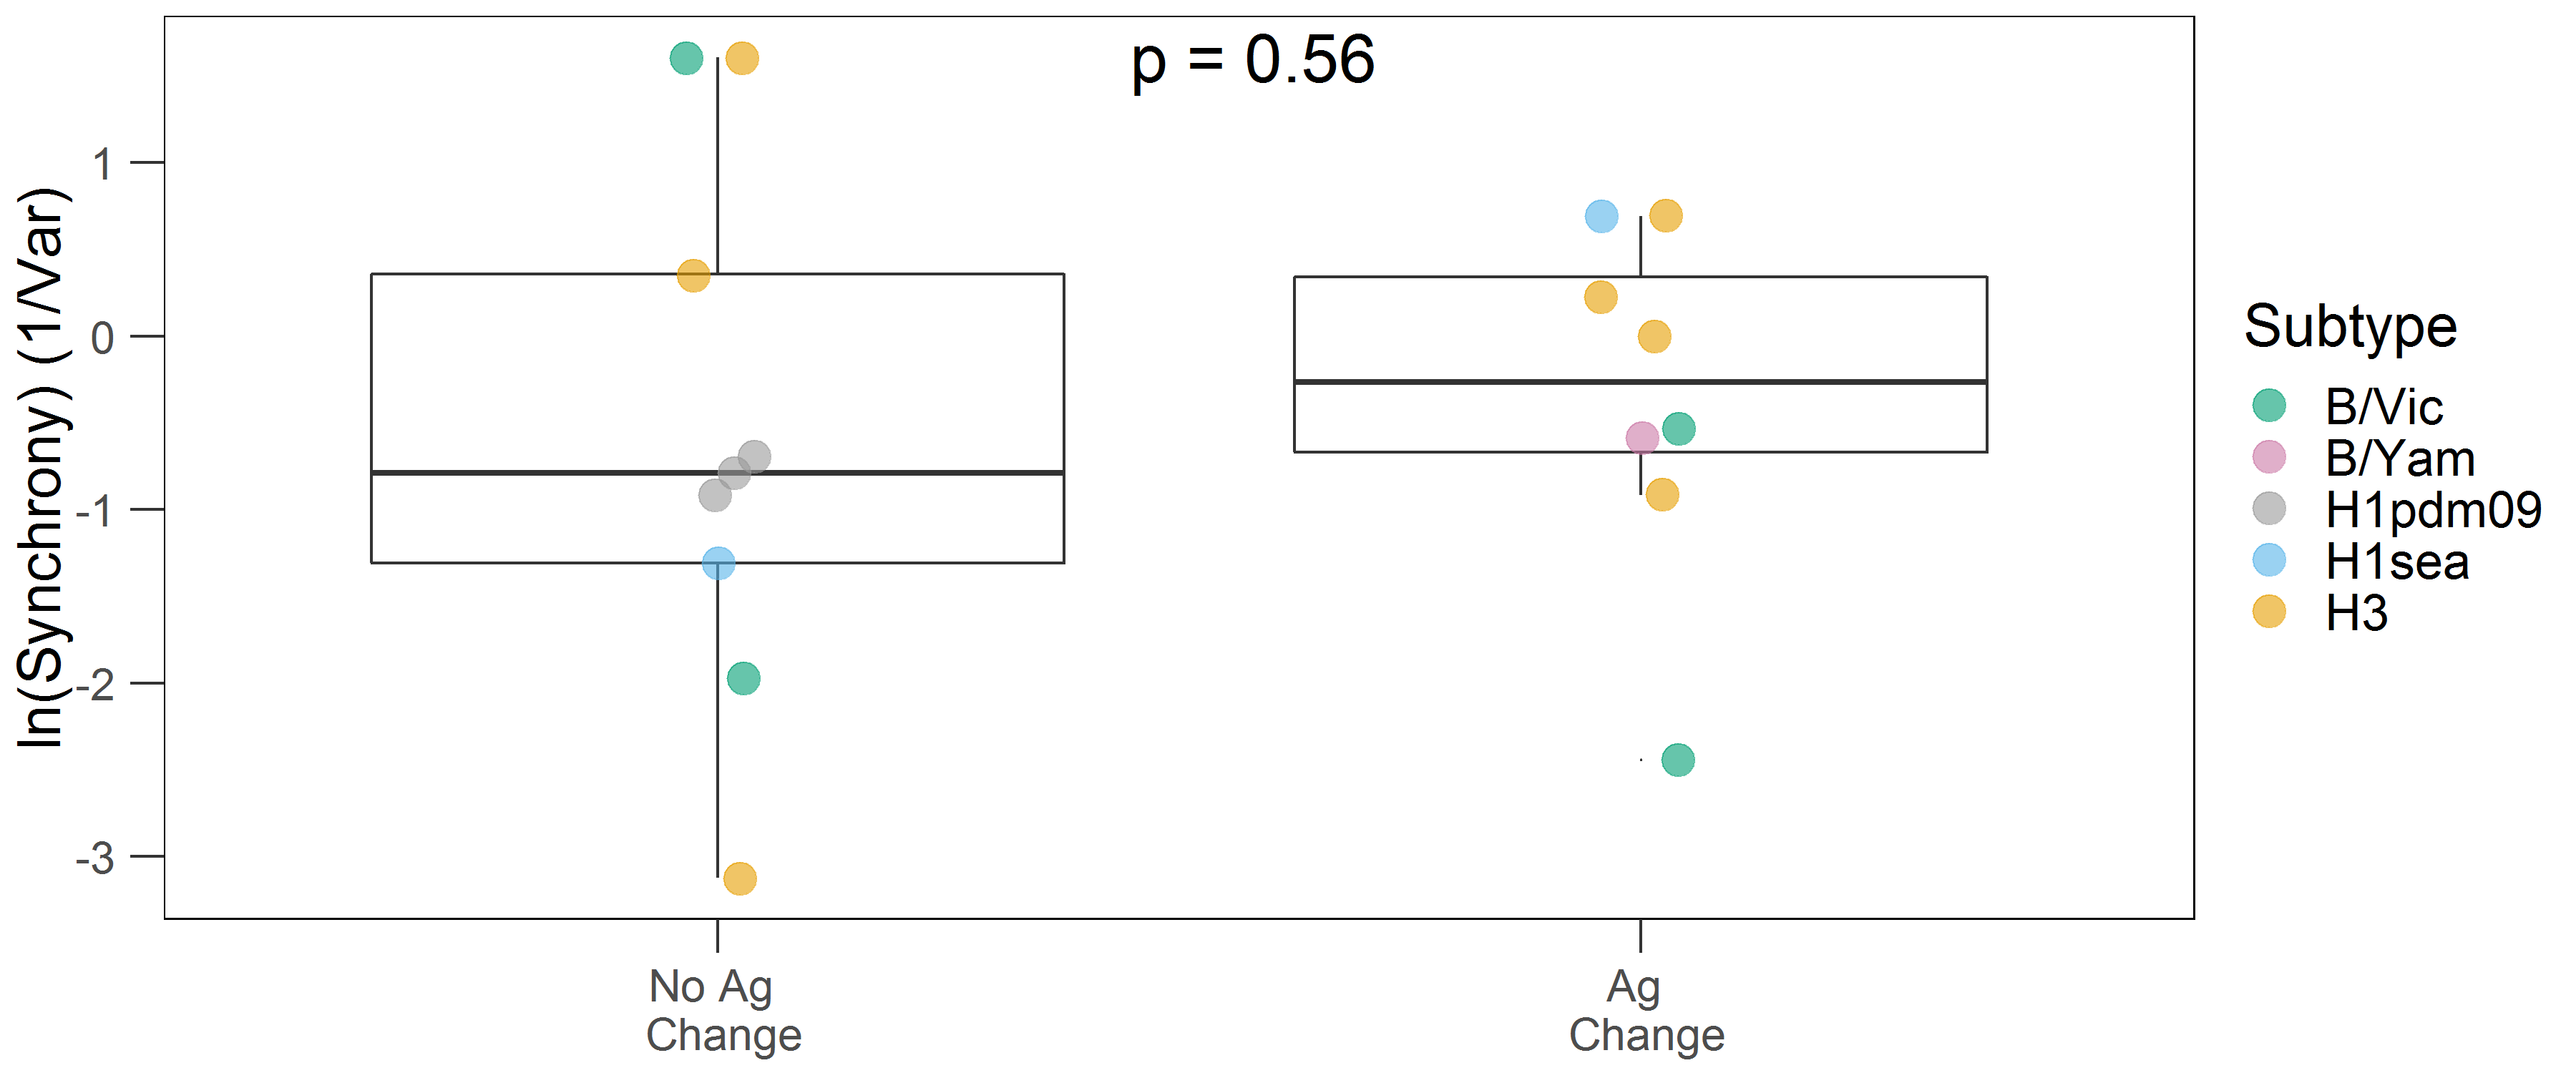 p = 0.56
ln(Synchrony) (1/Var)
1
0
-1
-2
-3
No Ag
Change
Ag
Change
Subtype
B/Vic
B/Yam
H1pdm09
H1sea
H3